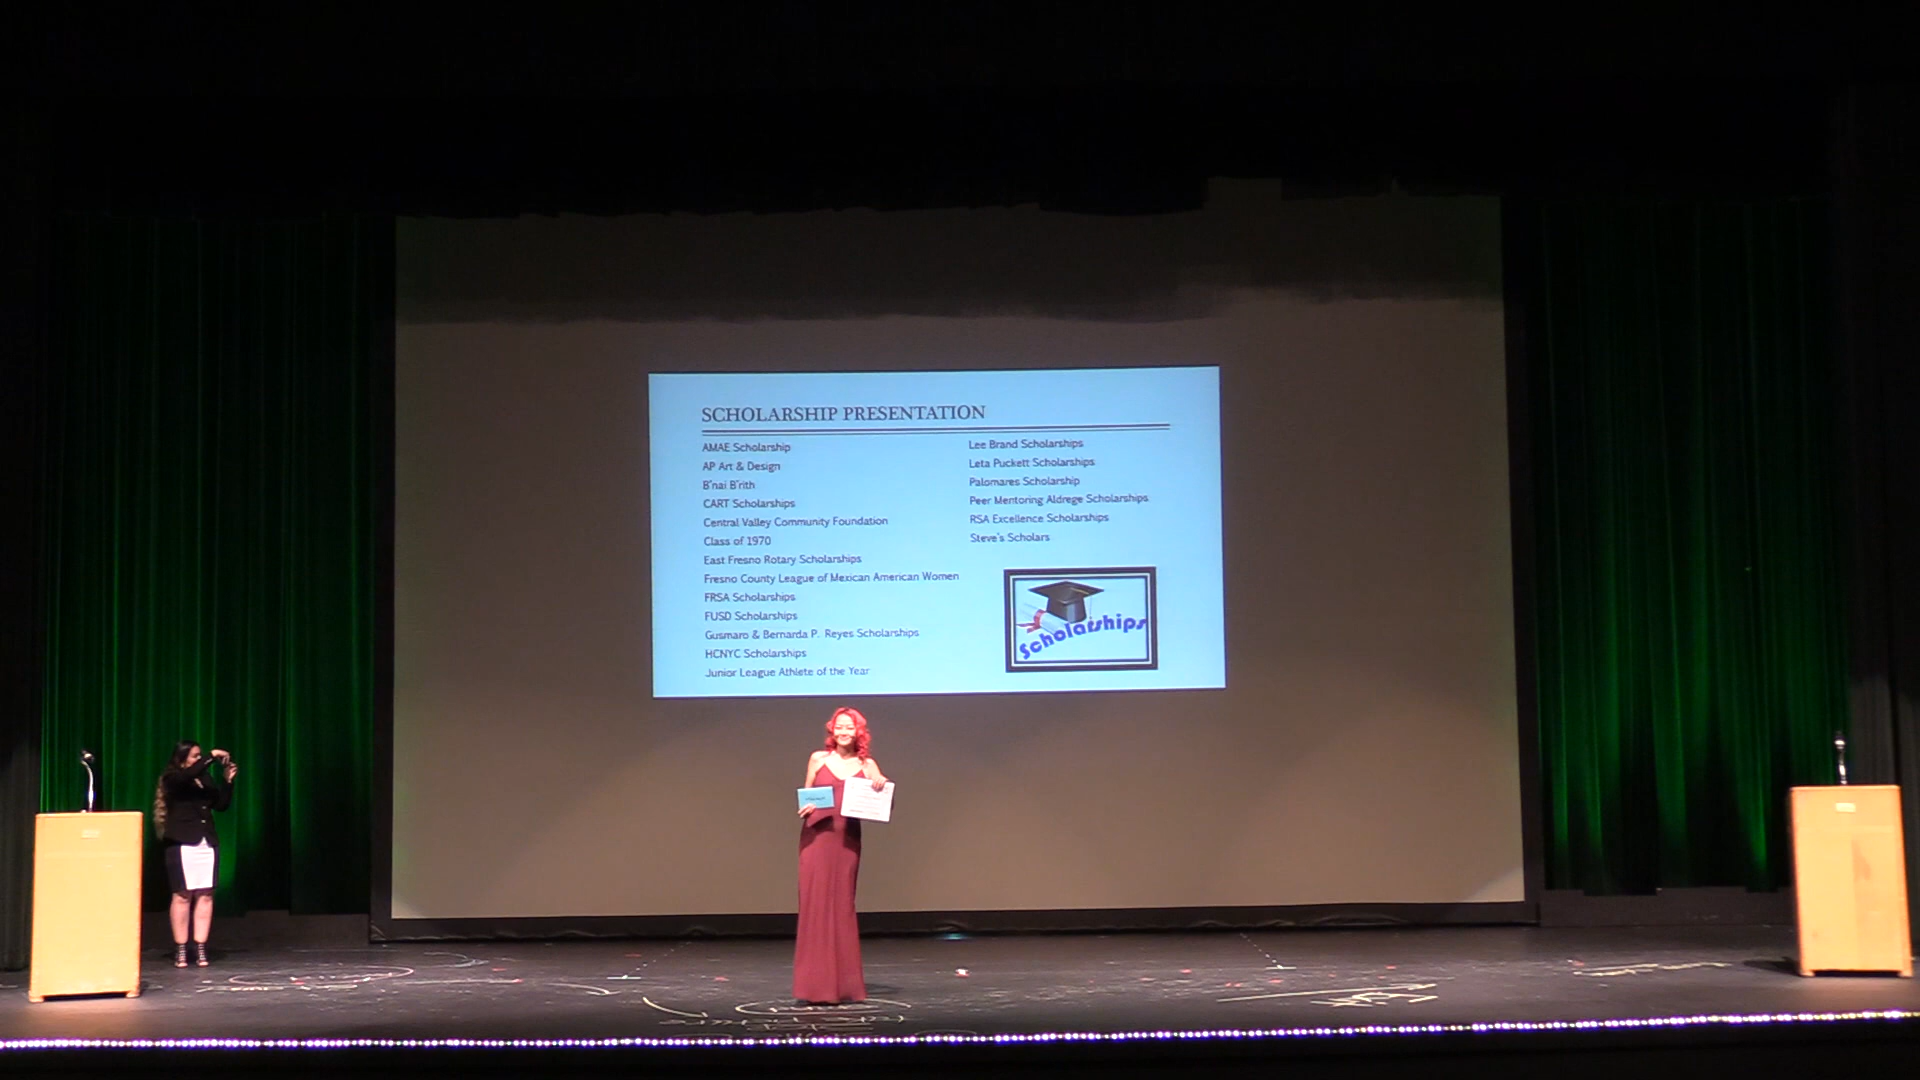 SCHOLARSHIP PRESENTATION
AMAE Scholarship
AP Art & Design
B'nai B'rith
CART Scholarships
Central Valley Community Foundation
Class of 1970
East Fresno Rotary Scholarships
Fresno County League of Mexican American Women
FRSA Scholarships
FUSD Scholarships
Gusmaro & Bernarda P. Reyes Scholarships
HCNYC Scholarships
Junior League Athlete of the Year
Lee Brand Scholarships
Leta Puckett Scholarships
Palomares Scholarship
Peer Mentoring Aldrege Scholarships
RSA Excellence Scholarships
Steve's Scholars
Scholarships